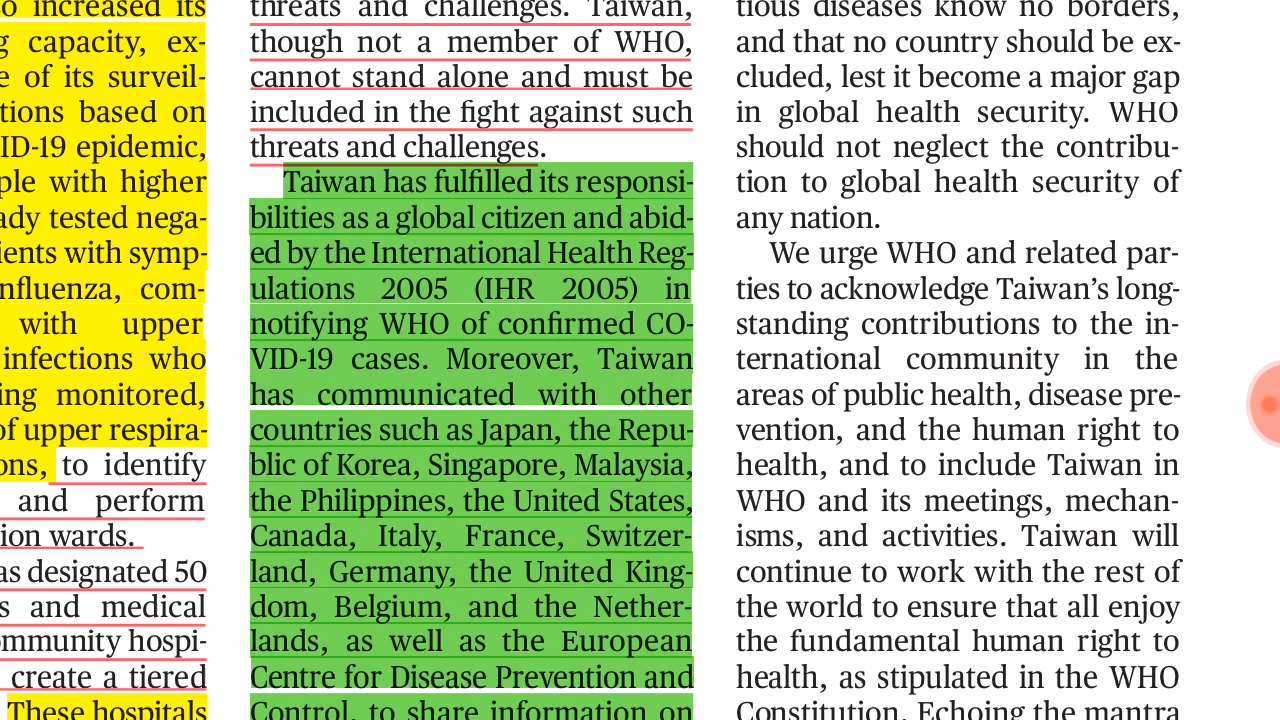 o increased its
g capacity, ex-
e of its surveil-
tions based on
ID-19 epidemic,
ple with higher
ady tested nega-
ients with symp-
nfluenza, com-
with upper
infections who
ing monitored,
of upper respira-
ons, to identify
and perform
ion wards.
as designated 50
s and medical
ommunity hospi-
create a tiered
These hospitals
threats and challenges. Taiwan,
though not a member of WHO,
cannot stand alone and must be
included in the fight against such
threats and challenges.
Taiwan has fulfilled its responsi-
bilities as a global citizen and abid-
ed by the International Health Reg-
ulations 2005 (IHR 2005) in
notifying WHO of confirmed CO-
VID-19 cases. Moreover, Taiwan
has communicated with other
countries such as Japan, the Repu-
blic of Korea, Singapore, Malaysia,
the Philippines, the United States,
Canada, Italy, France, Switzer-
land, Germany, the United King-
dom, Belgium, and the Nether-
lands, as well as the European
Centre for Disease Prevention and
Control, to share information on
tious diseases know no borders,
and that no country should be ex-
cluded, lest it become a major gap
in global health security. WHO
should not neglect the contribu-
tion to global health security of
any nation.
We urge WHO and related par-
ties to acknowledge Taiwan's long-
standing contributions to the in-
ternational community in the
areas of public health, disease pre-
vention, and the human right to
health, and to include Taiwan in
WHO and its meetings, mechan-
isms, and activities. Taiwan will
continue to work with the rest of
the world to ensure that all enjoy
the fundamental human right to
health, as stipulated in the WHO
Constitution. Echoing the mantra